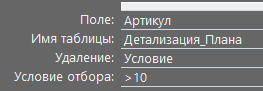 Поле: Артикул
Имя таблицы: Детализация_Плана
Удаление: Условие
Условие отбора: >10